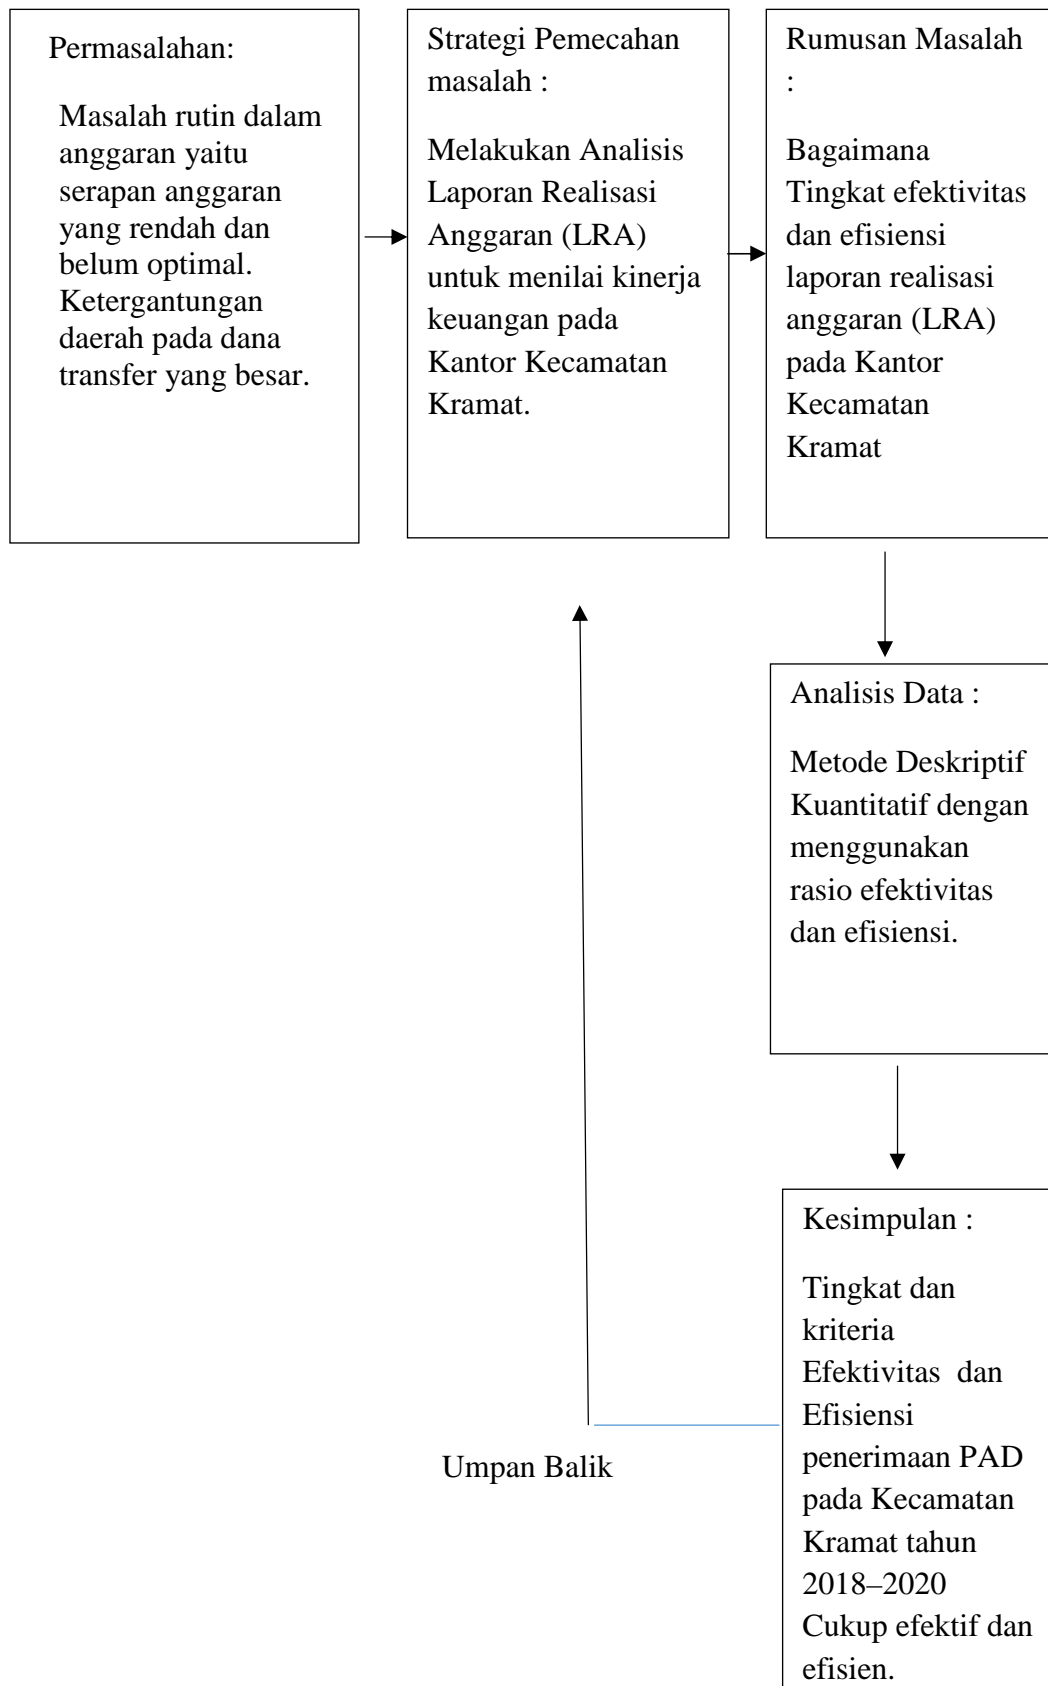 Permasalahan:
Masalah rutin dalam
anggaran yaitu
serapan anggaran
yang rendah dan
belum optimal.
Ketergantungan
daerah pada dana
transfer yang besar.
Strategi Pemecahan
masalah :
Melakukan Analisis
Laporan Realisasi
Anggaran (LRA)
untuk menilai kinerja
keuangan pada
Kantor Kecamatan
Kramat.
Rumusan Masalah
:
Bagaimana
Tingkat efektivitas
dan efisiensi
laporan realisasi
anggaran (LRA)
pada Kantor
Kecamatan
Kramat
Analisis Data :
Metode Deskriptif
Kuantitatif dengan
menggunakan
rasio efektivitas
dan efisiensi.
Kesimpulan :
Tingkat dan
kriteria
Efektivitas  dan
Efisiensi
penerimaan PAD
pada Kecamatan
Kramat tahun
2018–2020
Cukup efektif dan
efisien.
Umpan Balik